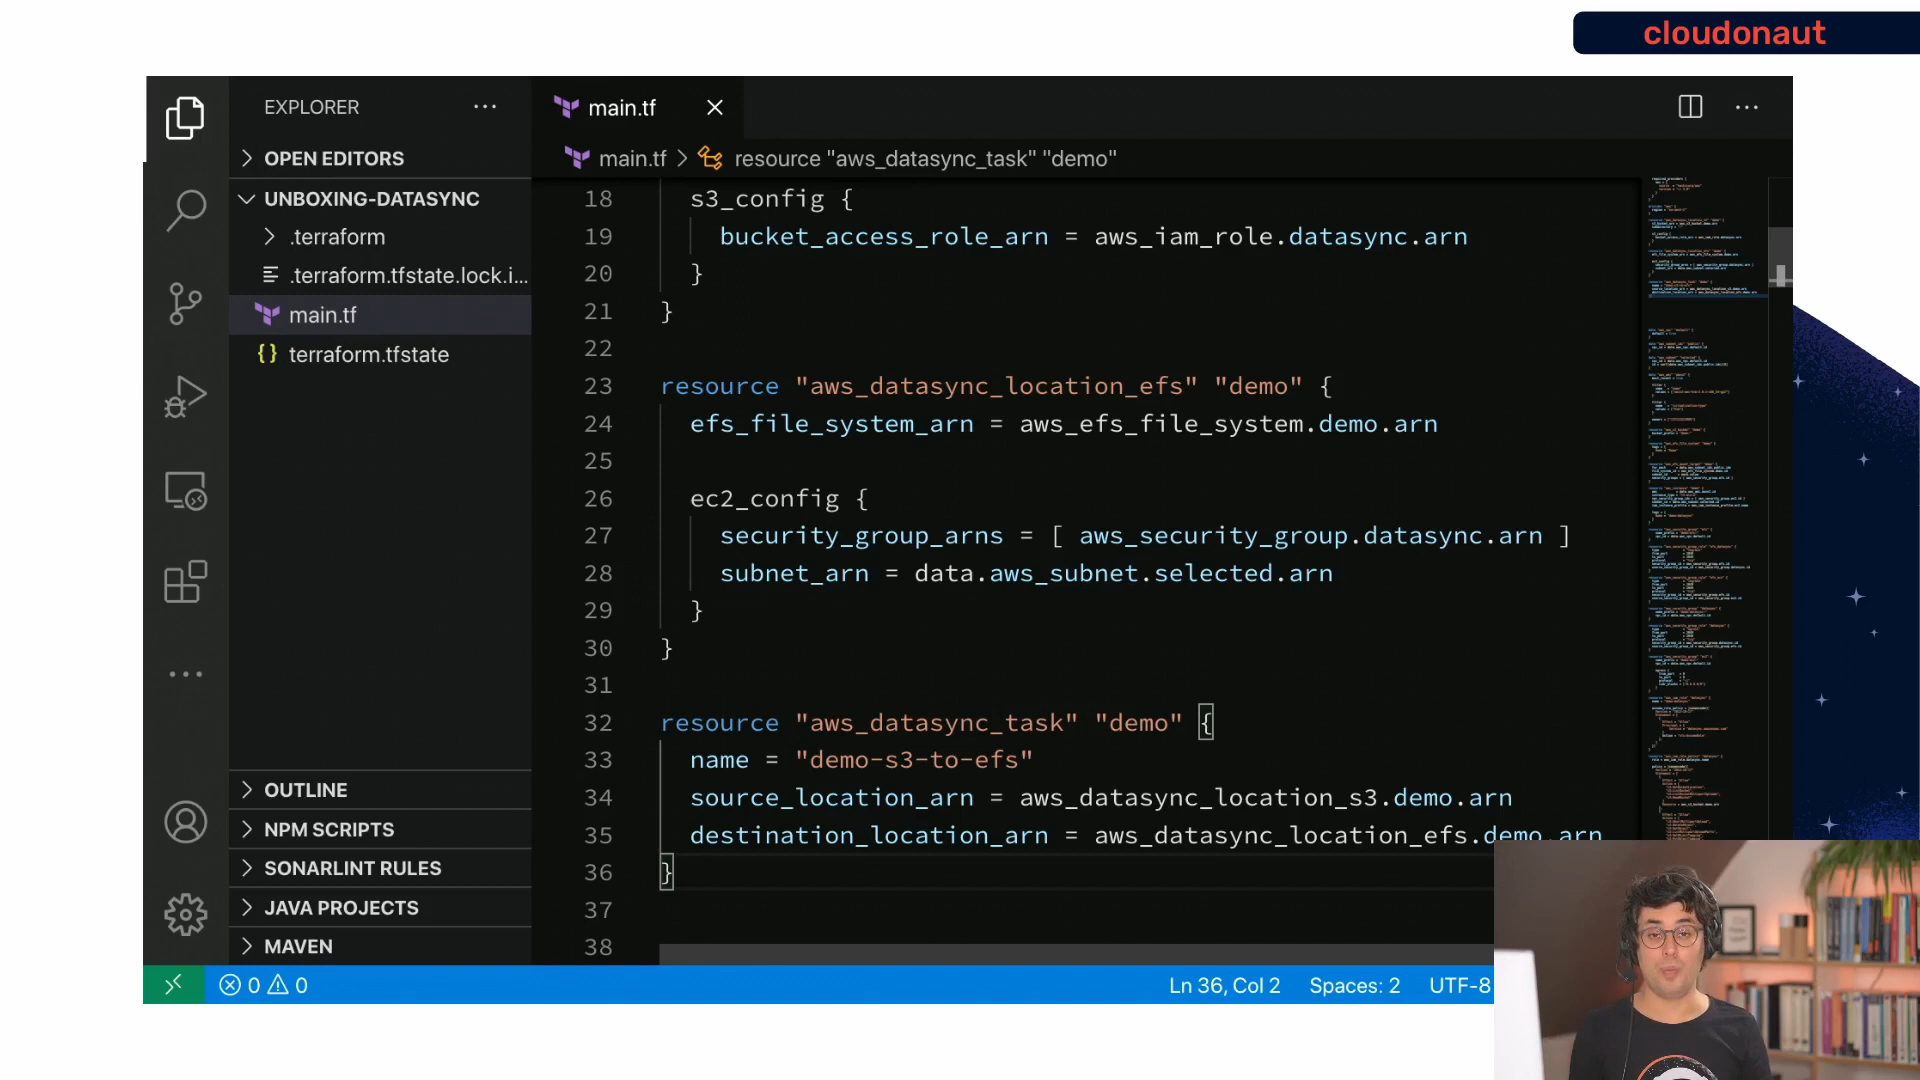 cloudonaut
EXPLORER
main.tf
OPEN EDITORS
main.tf > resource "aws_datasync_task" "demo"
UNBOXING-DATASYNC
.terraform
.terraform.tfstate.lock.i...
main.tf
terraform.tfstate
18 s3_config {
19 bucket_access_role_arn = aws_iam_role.datasync.arn
20 }
21 }
22
23 resource "aws_datasync_location_efs" "demo" {
24 efs_file_system_arn = aws_efs_file_system.demo.arn
25
26 ec2_config {
27 security_group_arns = [ aws_security_group.datasync.arn ]
28 subnet_arn = data.aws_subnet.selected.arn
29 }
30 }
31
32 resource "aws_datasync_task" "demo" {
33 name = "demo-s3-to-efs"
34 source_location_arn = aws_datasync_location_s3.demo.arn
35 destination_location_arn = aws_datasync_location_efs.demo.arn
36 }
37
38
OUTLINE
NPM SCRIPTS
SONARLINT RULES
JAVA PROJECTS
MAVEN
0 0
Ln 36, Col 2 Spaces: 2 UTF-8